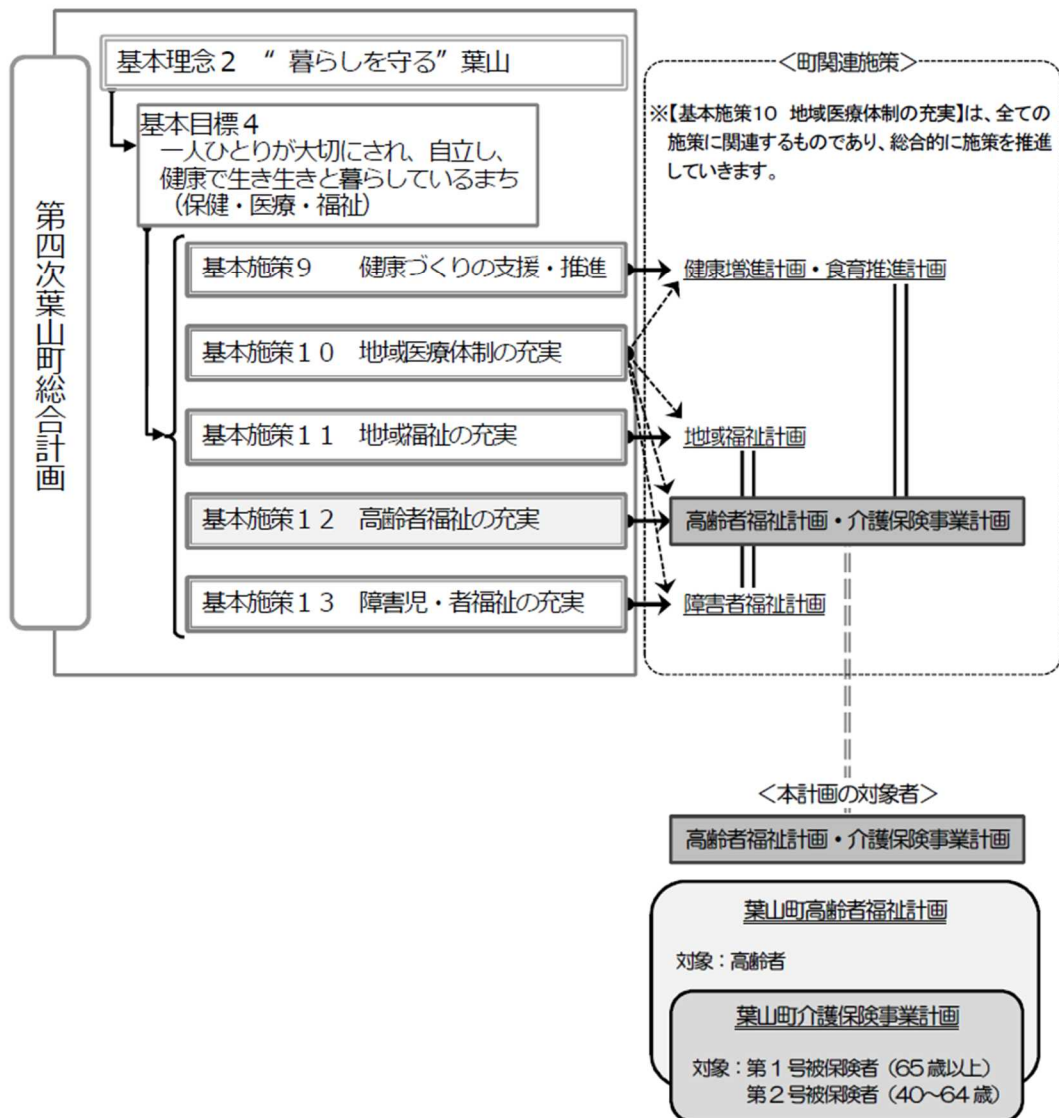 第四次葉山町総合計画
基本理念2 “暮らしを守る”葉山
基本目標4
一人ひとりが大切にされ、自立し、
健康で生き生きと暮らしているまち
(保健・医療・福祉)
基本施策9 健康づくりの支援・推進
基本施策10 地域医療体制の充実
基本施策11 地域福祉の充実
基本施策12 高齢者福祉の充実
基本施策13 障害児・者福祉の充実
<町関連施策>
※【基本施策10 地域医療体制の充実】は、全ての
施策に関連するものであり、総合的に施策を推進
していきます。
健康増進計画・食育推進計画
地域福祉計画
高齢者福祉計画・介護保険事業計画
障害者福祉計画
<本計画の対象者>
高齢者福祉計画・介護保険事業計画
葉山町高齢者福祉計画
対象:高齢者
葉山町介護保険事業計画
対象:第1号被保険者(65歳以上)
第2号被保険者(40~64歳)